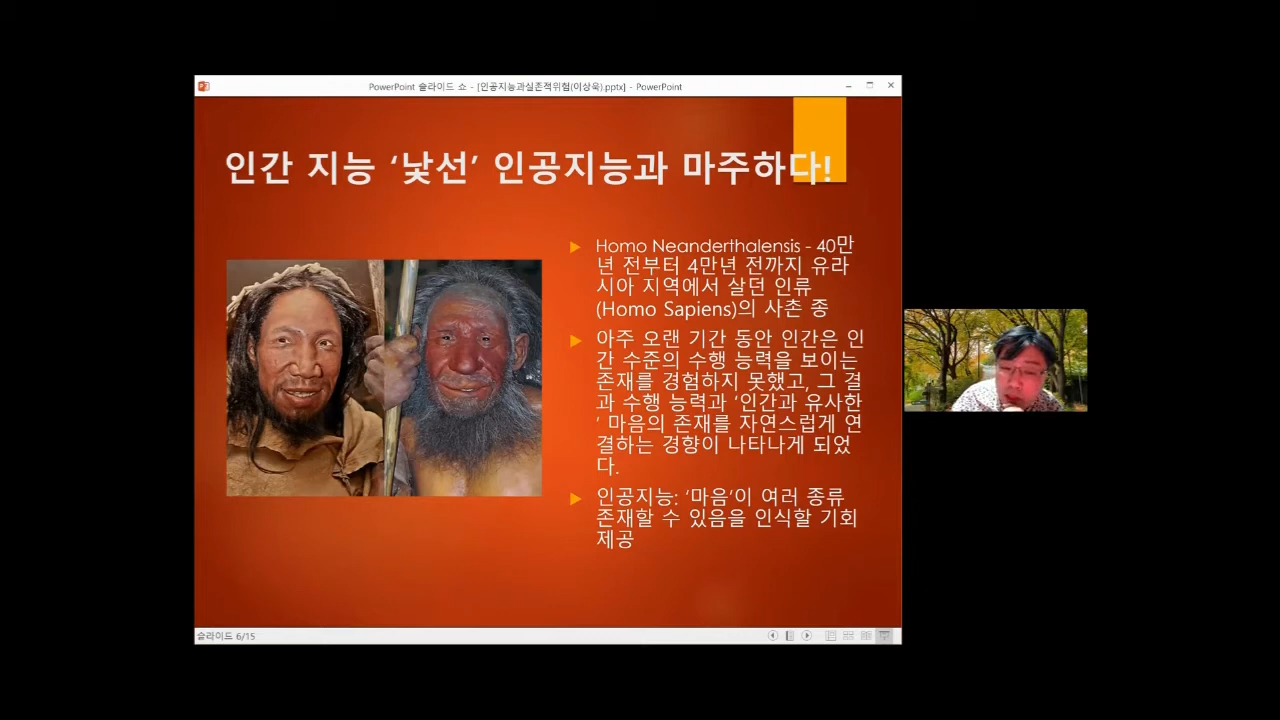 PowerPoint 슬라이드 쇼 - [인공지능과실존적위험(이상욱).pptx] - PowerPoint
인간 지능 ‘낯선’ 인공지능과 마주하다!
Homo Neanderthalensis - 40만
년 전부터 4만년 전까지 유라
시아 지역에서 살던 인류
(Homo Sapiens)의 사촌 종
아주 오랜 기간 동안 인간은 인
간 수준의 수행 능력을 보이는
존재를 경험하지 못했고, 그 결
과 수행 능력과 ‘인간과 유사한
‘ 마음의 존재를 자연스럽게 연
결하는 경향이 나타나게 되었
다.
인공지능: ‘마음‘이 여러 종류
존재할 수 있음을 인식할 기회
제공
슬라이드 6/15